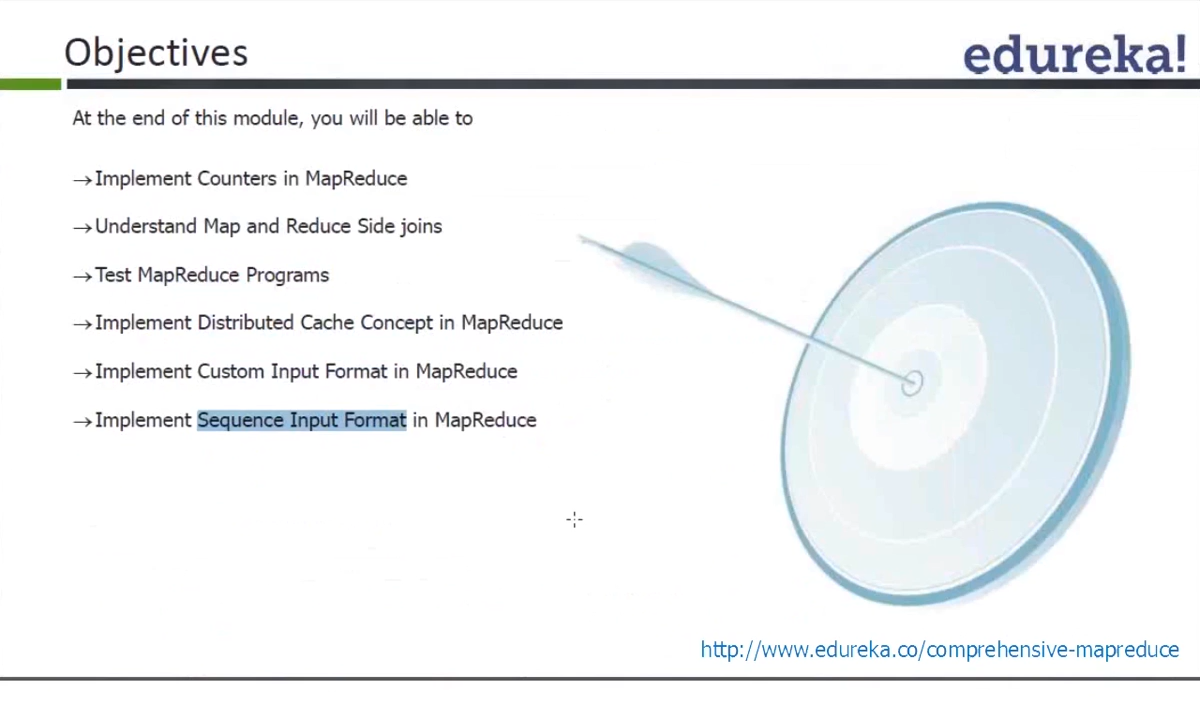 Objectives
edureka!
At the end of this module, you will be able to
→Implement Counters in MapReduce
→Understand Map and Reduce Side joins
→Test MapReduce Programs
→Implement Distributed Cache Concept in MapReduce
→Implement Custom Input Format in MapReduce
→Implement Sequence Input Format in MapReduce
http://www.edureka.co/comprehensive-mapreduce